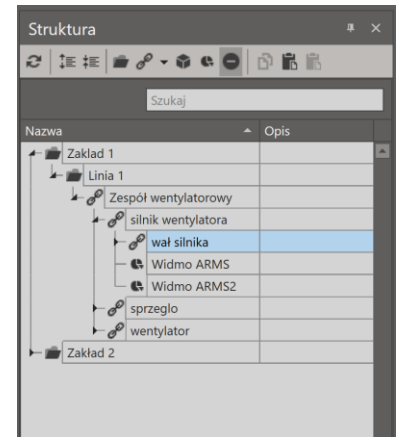 Struktura
Szukaj
Nazwa Opis
Zaklad 1
Linia 1
Zespół wentylatorowy
silnik wentylatora
wał silnika
Widmo ARMS
Widmo ARMS2
sprzeglo
wentylator
Zakład 2